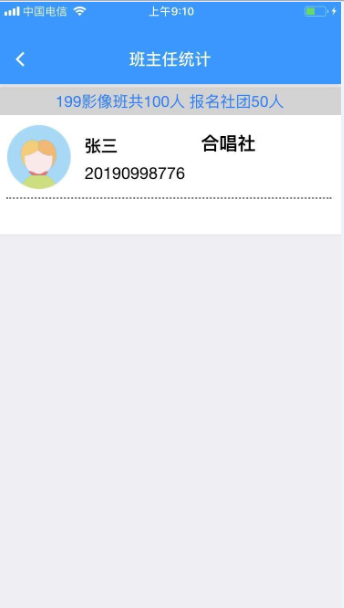 中国电信 上午9:10
班主任统计
199影像班共100人 报名社团50人
张三 合唱社
20190998776